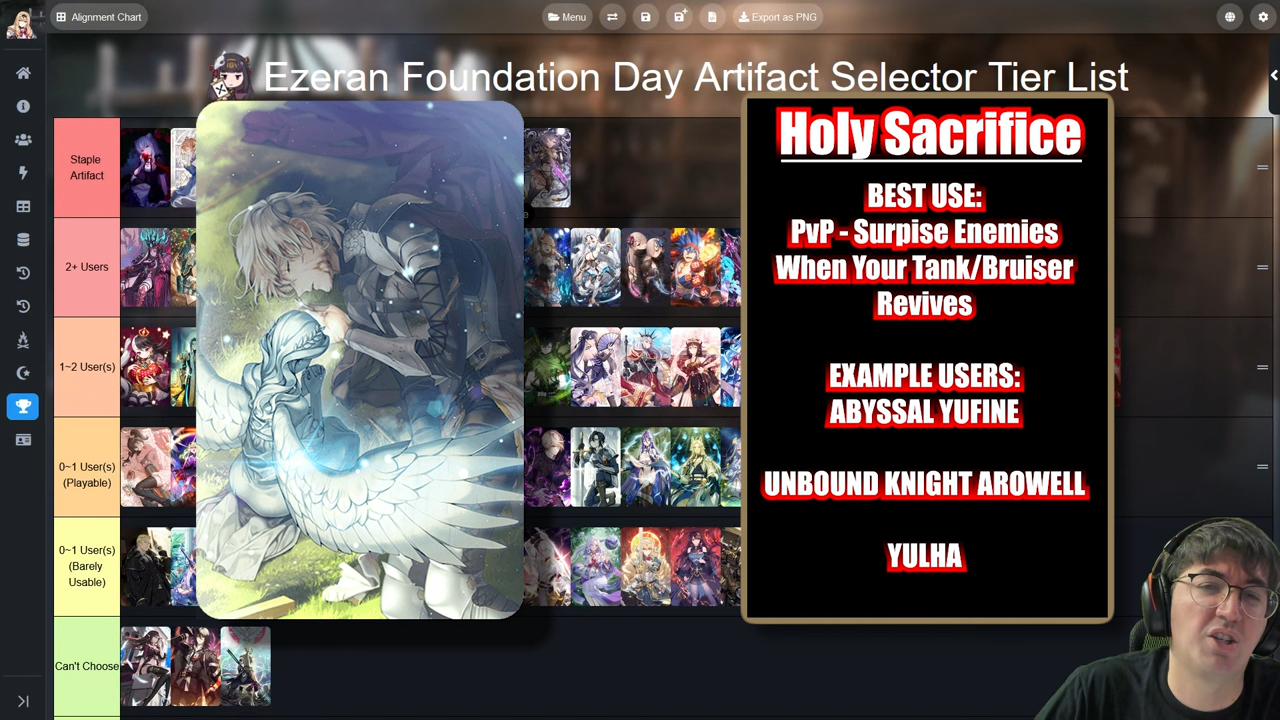 Alignment Chart
Menu
Export as PNG
Ezeran Foundation Day Artifact Selector Tier List
Staple
Artifact
2+ Users
1~2 User(s)
0~1 User(s)
(Playable)
0~1 User(s)
(Barely
Usable)
Can't Choose
Holy Sacrifice
BEST USE:
PvP - Surpise Enemies
When Your Tank/Bruiser
Revives
EXAMPLE USERS:
ABYSSAL YUFINE
UNBOUND KNIGHT AROWELL
YULHA